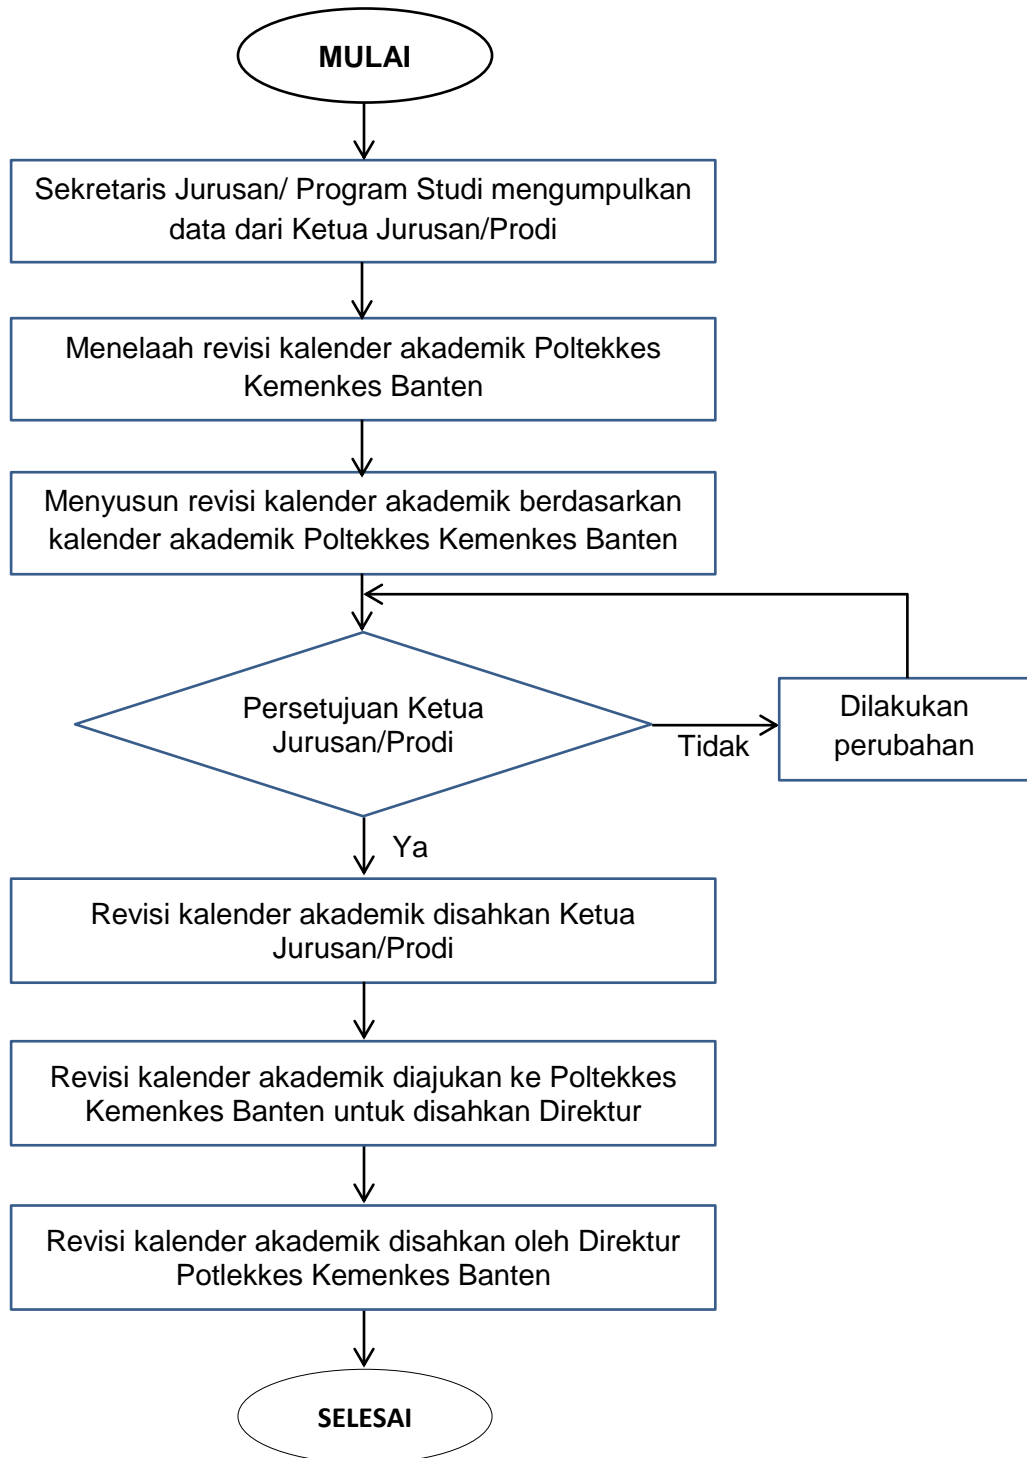 MULAI
Sekretaris Jurusan/ Program Studi mengumpulkan
data dari Ketua Jurusan/Prodi
Menelaah revisi kalender akademik Poltekkes
Kemenkes Banten
Menyusun revisi kalender akademik berdasarkan
kalender akademik Poltekkes Kemenkes Banten
Persetujuan Ketua
Jurusan/Prodi
Tidak
Dilakukan
perubahan
Ya
Revisi kalender akademik disahkan Ketua
Jurusan/Prodi
Revisi kalender akademik diajukan ke Poltekkes
Kemenkes Banten untuk disahkan Direktur
Revisi kalender akademik disahkan oleh Direktur
Potlekkes Kemenkes Banten
SELESAI